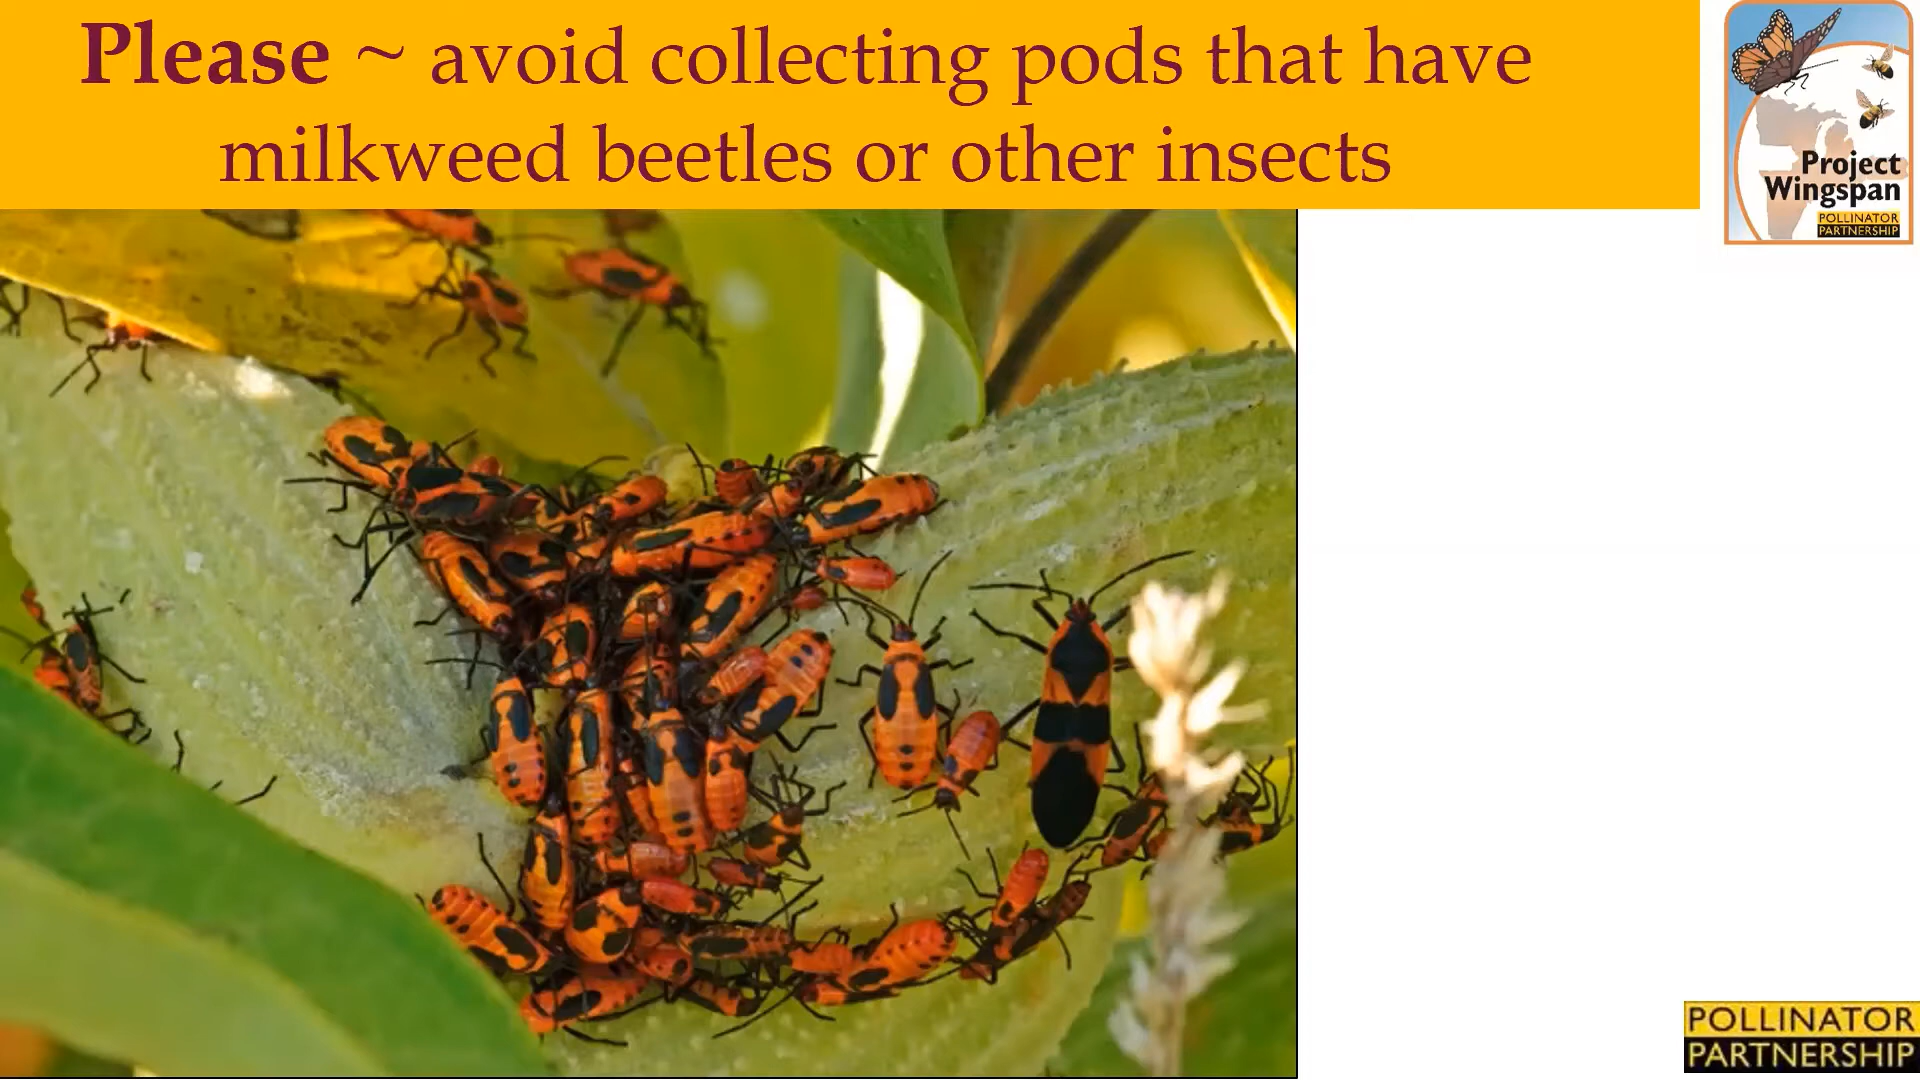 Please ~ avoid collecting pods that have
milkweed beetles or other insects
Project
Wingspan
POLLINATOR
PARTNERSHIP
POLLINATOR
PARTNERSHIP